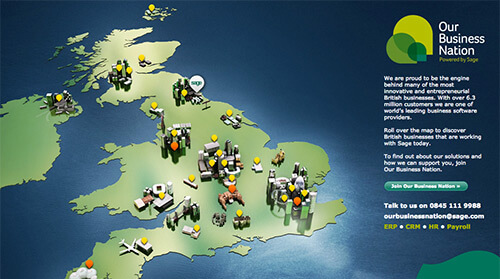 Our
Business
Nation
Powered by Sage
sage
We are proud to be the engine
behind many of the most
innovative and entrepreneurial
British businesses. With over 6.3
million customers we are one of
world's leading business software
providers.
Roll over the map to discover
British businesses that are working
with Sage today.
To find out about our solutions and
how we can support you, join
Our Business Nation.
Join Our Business Nation »
Talk to us on 0845 111 9988
ourbusinessnation@sage.com
ERP • CRM • HR • Payroll